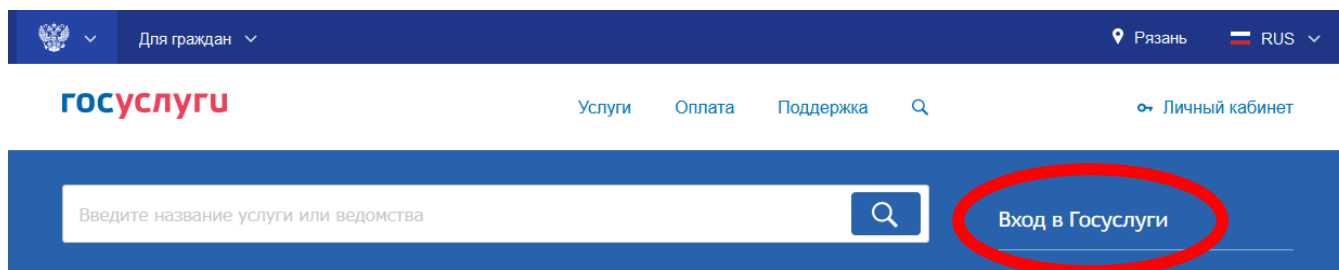 Для граждан Рязань RUS
госуслуги Услуги Оплата Поддержка Личный кабинет
Введите название услуги или ведомства Вход в Госуслуги